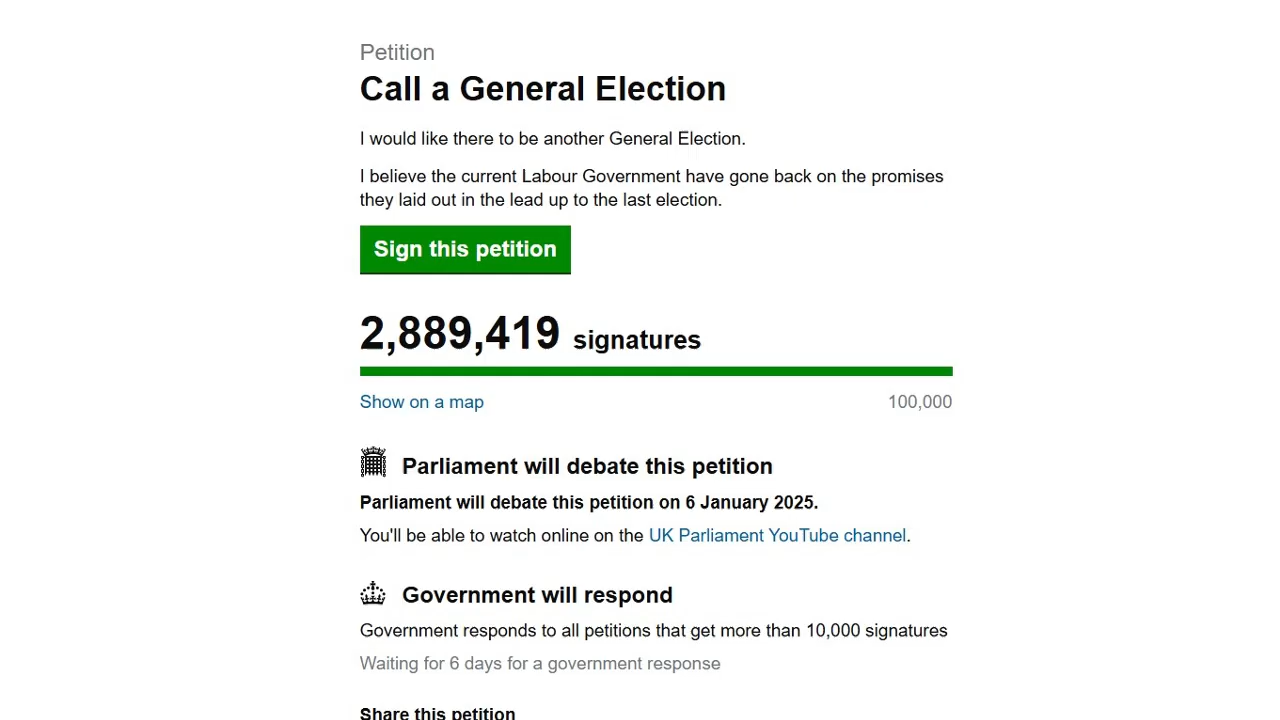 Petition
Call a General Election
I would like there to be another General Election.
I believe the current Labour Government have gone back on the promises
they laid out in the lead up to the last election.
Sign this petition
2,889,419 signatures
Show on a map 100,000
Parliament will debate this petition
Parliament will debate this petition on 6 January 2025.
You'll be able to watch online on the UK Parliament YouTube channel.
Government will respond
Government responds to all petitions that get more than 10,000 signatures
Waiting for 6 days for a government response
Share this petition